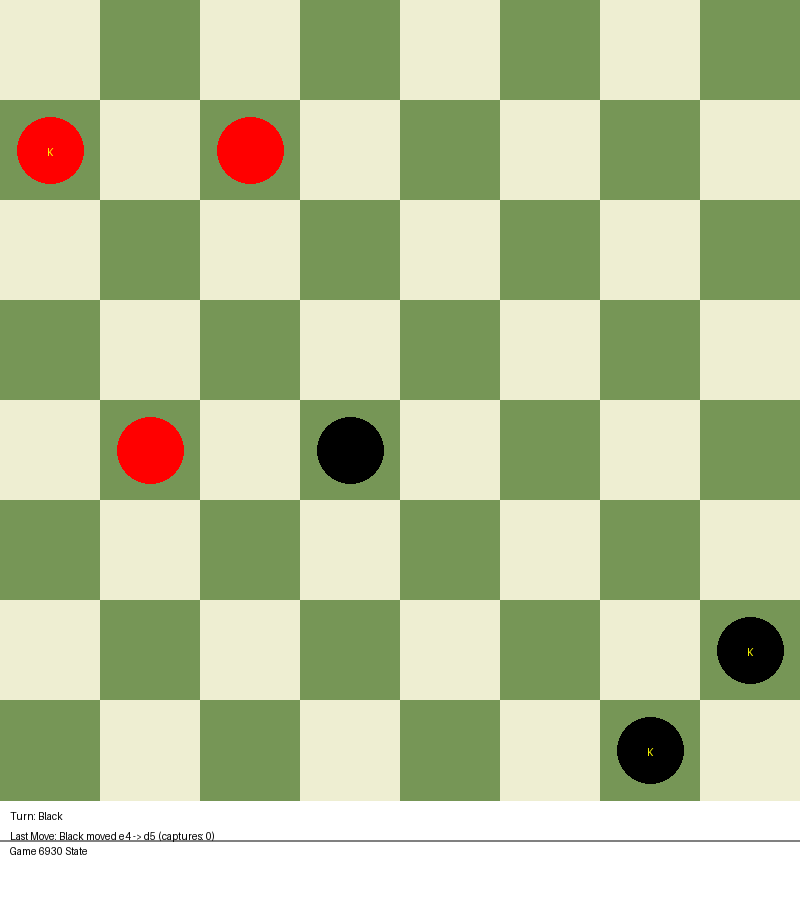 K
K
K
Turn: Black
Last Move: Black moved e4 -> d5 (captures: 0)
Game 6930 State